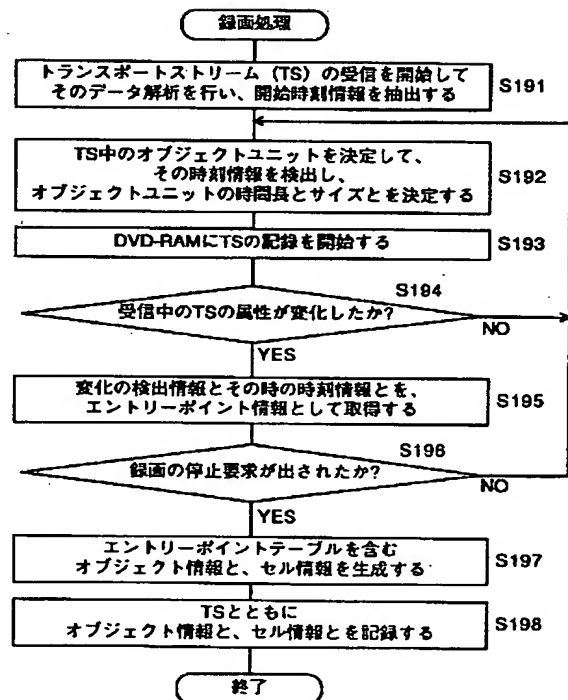 録画処理
トランスポートストリーム（TS）の受信を開始して
そのデータ解析を行い、開始時刻情報を抽出する
S191
TS中のオブジェクトユニットを決定して、
その時刻情報を検出し、
オブジェクトユニットの時間長とサイズとを決定する
S192
DVD-RAMにTSの記録を開始する
S193
S194
受信中のTSの属性が変化したか?
NO
YES
変化の検出情報とその時の時刻情報とを、
エントリーポイント情報として取得する
S195
S196
録画の停止要求が出されたか?
NO
YES
エントリーポイントテーブルを含む
オブジェクト情報と、セル情報を生成する
S197
TSとともに
オブジェクト情報と、セル情報とを記録する
S198
終了